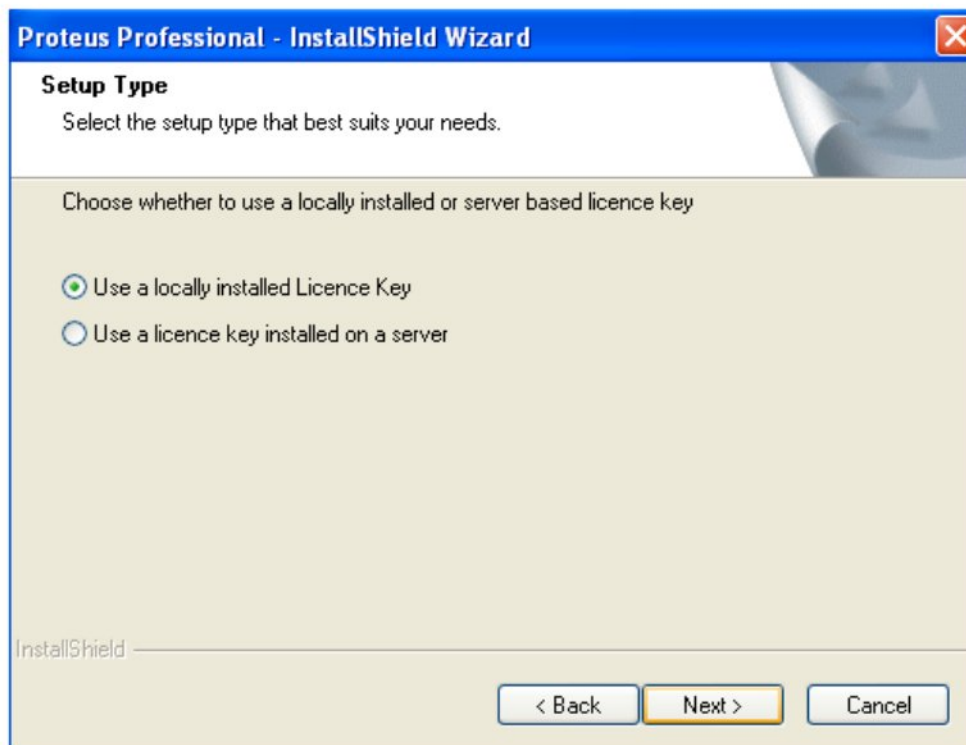 Proteus Professional - InstallShield Wizard
Setup Type
Select the setup type that best suits your needs.
Choose whether to use a locally installed or server based licence key
Use a locally installed Licence Key
Use a licence key installed on a server
InstallShield
< Back
Next >
Cancel